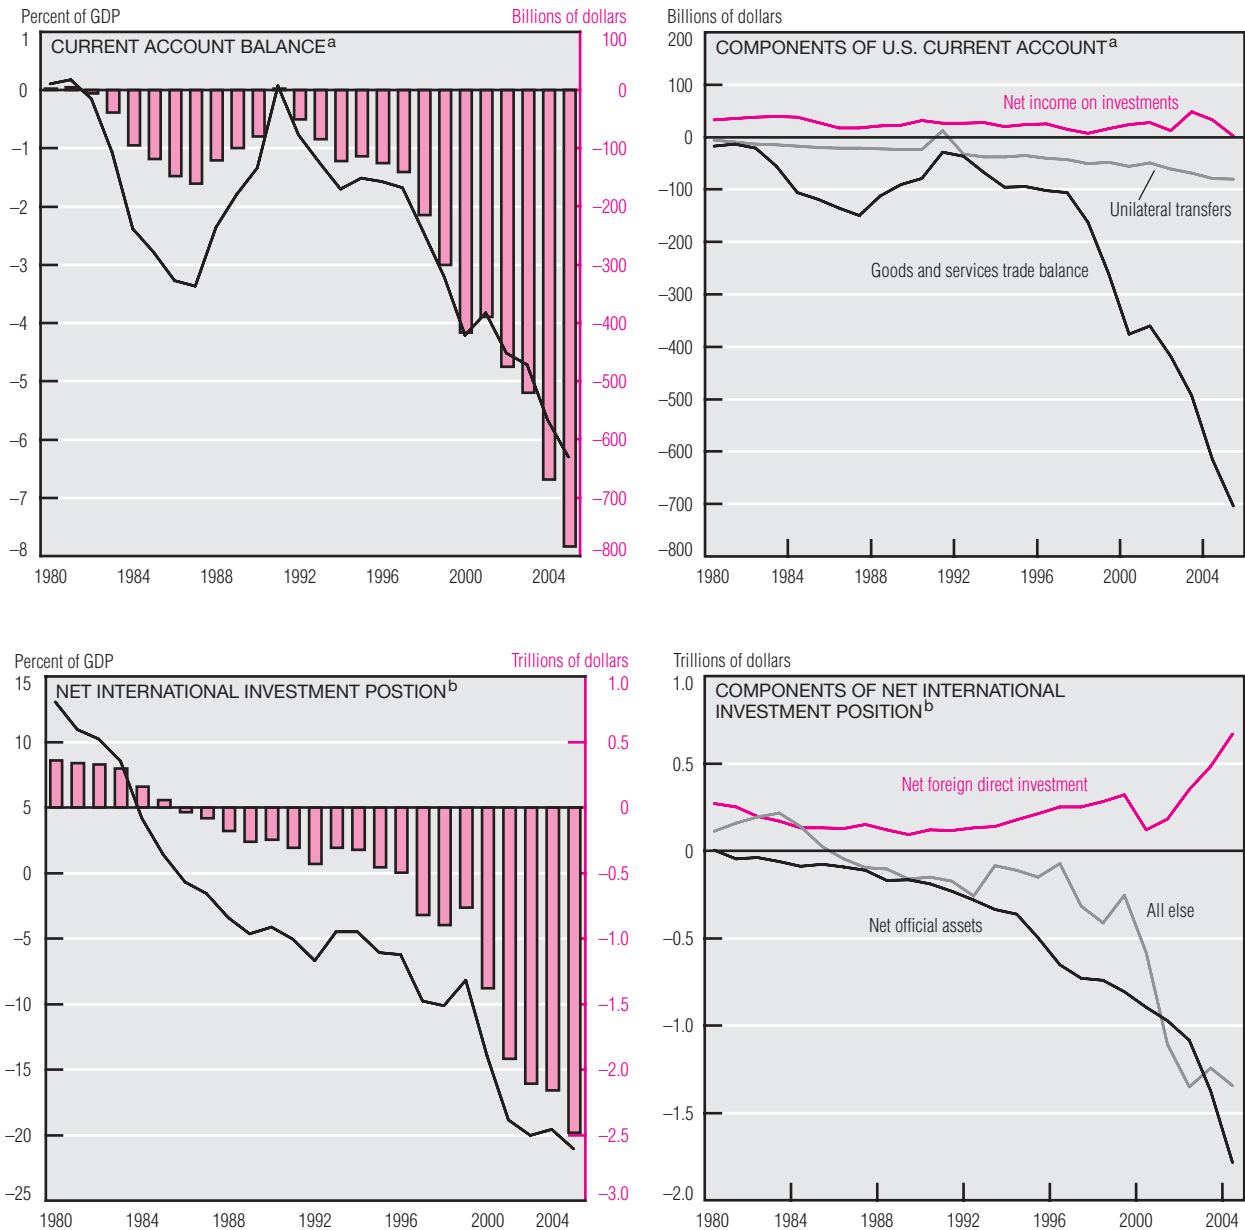 Percent of GDP
Billions of dollars
CURRENT ACCOUNT BALANCEa
1
0
–1
–2
–3
–4
–5
–6
–7
–8
100
0
–100
–200
–300
–400
–500
–600
–700
–800
1980 1984 1988 1992 1996 2000 2004
Billions of dollars
COMPONENTS OF U.S. CURRENT ACCOUNTa
200
100
0
–100
–200
–300
–400
–500
–600
–700
–800
Net income on investments
Unilateral transfers
Goods and services trade balance
1980 1984 1988 1992 1996 2000 2004
Percent of GDP
Trillions of dollars
NET INTERNATIONAL INVESTMENT POSTIONb
15
10
5
0
–5
–10
–15
–20
–25
1.0
0.5
0
–0.5
–1.0
–1.5
–2.0
–2.5
–3.0
1980 1984 1988 1992 1996 2000 2004
Trillions of dollars
COMPONENTS OF NET INTERNATIONAL
INVESTMENT POSITIONb
1.0
0.5
0
–0.5
–1.0
–1.5
–2.0
Net foreign direct investment
All else
Net official assets
1980 1984 1988 1992 1996 2000 2004